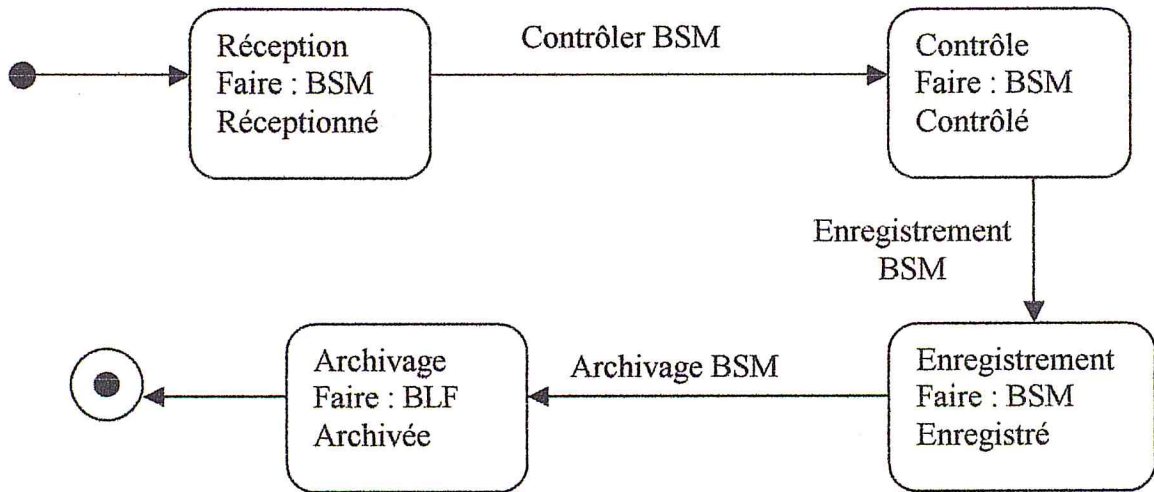 Réception
Faire : BSM
Réceptionné
Contrôler BSM
Contrôle
Faire : BSM
Contrôlé
Enregistrement
BSM
Enregistrement
Faire : BSM
Enregistré
Archivage BSM
Archivage
Faire : BLF
Archivée